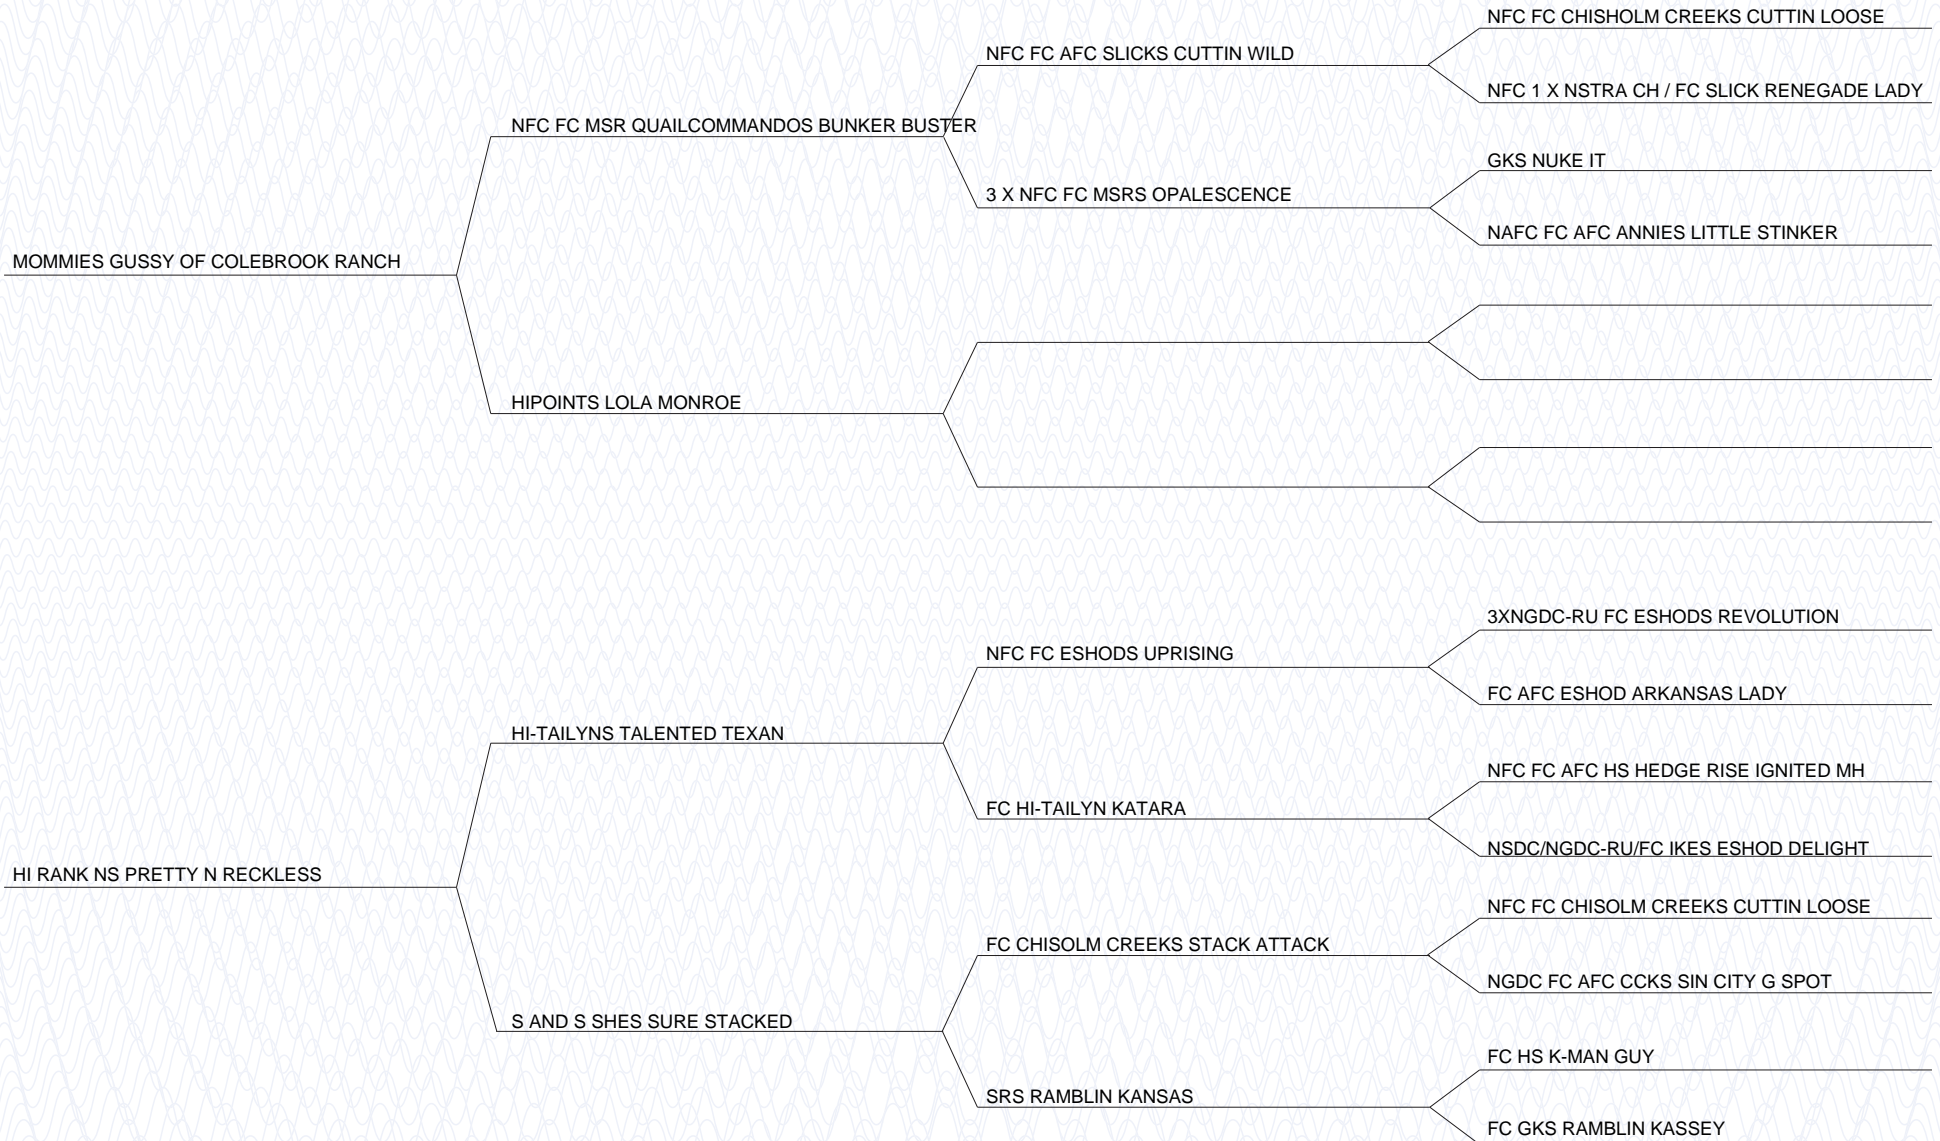 NFC FC CHISHOLM CREEKS CUTTIN LOOSE
NFC FC AFC SLICKS CUTTIN WILD
NFC 1 X NSTRA CH / FC SLICK RENEGADE LADY
NFC FC MSR QUAILCOMMANDOS BUNKER BUSTER
GKS NUKE IT
3 X NFC FC MSRS OPALESCENCE
NAFC FC AFC ANNIES LITTLE STINKER
MOMMIES GUSSY OF COLEBROOK RANCH
HIPOINTS LOLA MONROE
3XNGDC-RU FC ESHODS REVOLUTION
NFC FC ESHODS UPRISING
FC AFC ESHOD ARKANSAS LADY
HI-TAILYNS TALENTED TEXAN
NFC FC AFC HS HEDGE RISE IGNITED MH
FC HI-TAILYN KATARA
NSDC/NGDC-RU/FC IKES ESHOD DELIGHT
HI RANK NS PRETTY N RECKLESS
NFC FC CHISOLM CREEKS CUTTIN LOOSE
FC CHISOLM CREEKS STACK ATTACK
NGDC FC AFC CCKS SIN CITY G SPOT
S AND S SHES SURE STACKED
FC HS K-MAN GUY
SRS RAMBLIN KANSAS
FC GKS RAMBLIN KASSEY